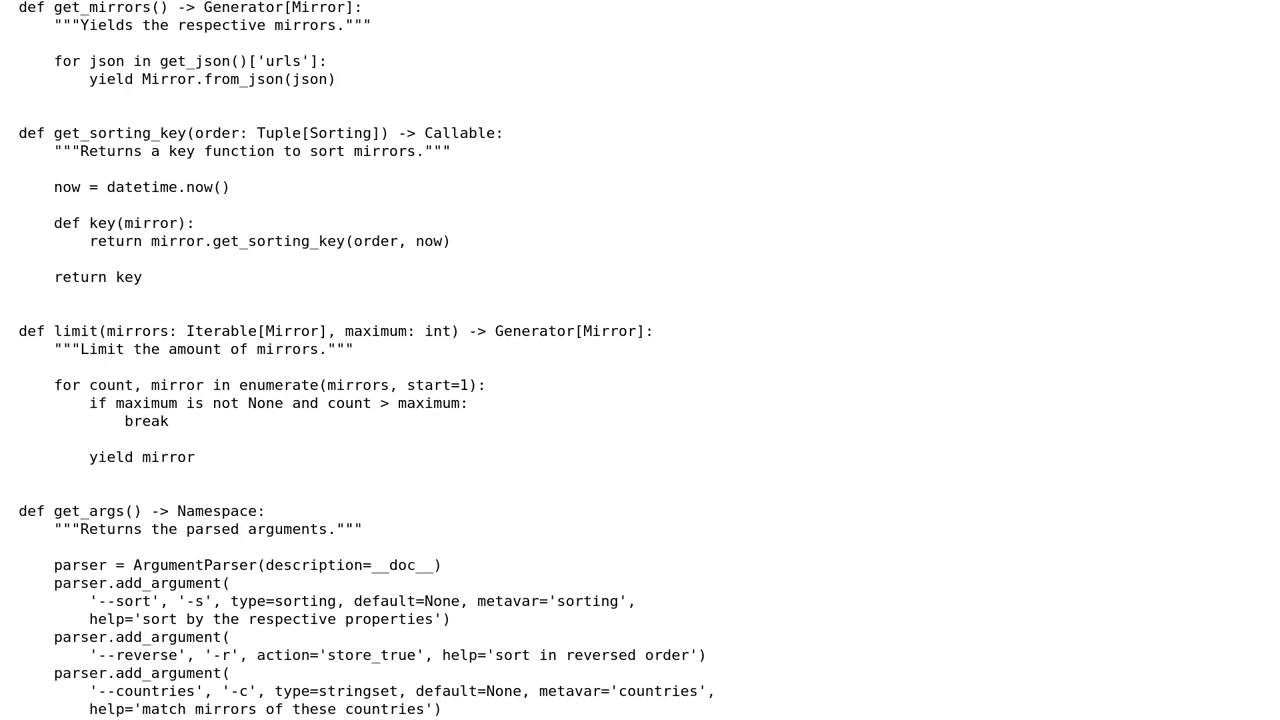 def get_mirrors() -> Generator[Mirror]:
    """Yields the respective mirrors."""

    for json in get_json()['urls']:
        yield Mirror.from_json(json)


def get_sorting_key(order: Tuple[Sorting]) -> Callable:
    """Returns a key function to sort mirrors."""

    now = datetime.now()

    def key(mirror):
        return mirror.get_sorting_key(order, now)

    return key


def limit(mirrors: Iterable[Mirror], maximum: int) -> Generator[Mirror]:
    """Limit the amount of mirrors."""

    for count, mirror in enumerate(mirrors, start=1):
        if maximum is not None and count > maximum:
            break

        yield mirror


def get_args() -> Namespace:
    """Returns the parsed arguments."""

    parser = ArgumentParser(description=__doc__)
    parser.add_argument(
        '--sort', '-s', type=sorting, default=None, metavar='sorting',
        help='sort by the respective properties')
    parser.add_argument(
        '--reverse', '-r', action='store_true', help='sort in reversed order')
    parser.add_argument(
        '--countries', '-c', type=stringset, default=None, metavar='countries',
        help='match mirrors of these countries')